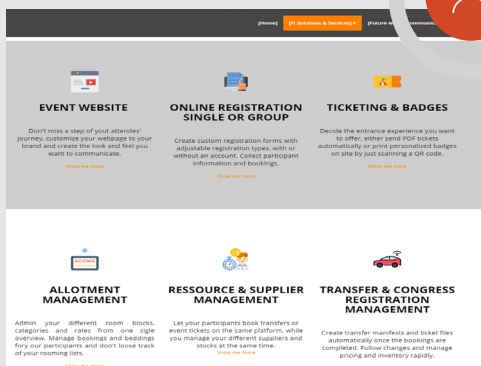 [Home] [IT Solutions & Services] [Future
EVENT WEBSITE
Don't miss a step of yout attendes'
journey, customize your webpage to your
brand and create the look and feel you
want to communicate.
Show me more
ONLINE REGISTRATION
SINGLE OR GROUP
Create custom registration forms with
adjustable registration types, with or
without an account. Collect participant
information and bookings.
Show me more
TICKETING & BADGES
Decide the entrance experience you want
to offer, either send PDF tickets
automatically or print personalized badges
on site by just scanning a QR code.
Show me more
ROOMS
ALLOTMENT
MANAGEMENT
Admin your different room blocks,
categories and rates from one sigle
overview. Manage bookings and beddings
fory our participants and don't loose track
of your rooming lists.
Show me more
RESSOURCE & SUPPLIER
MANAGEMENT
Let your participants book transfers or
event tickets on the same platform, while
you manage your different suppliers and
stocks at the same time.
Show me more
TRANSFER & CONGRESS
REGISTRATION
MANAGEMENT
Create transfer manifests and ticket files
automatically once the bookings are
completed. Follow changes and manage
pricing and inventory rapidly.